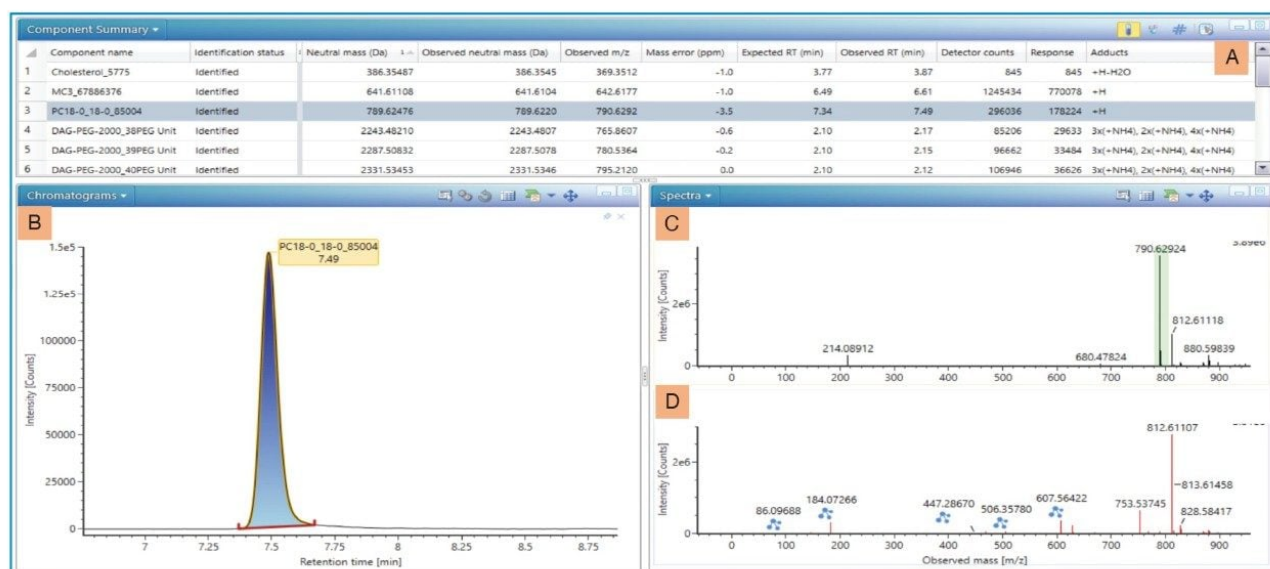 Component Summary
A
Component name Identification status Neutral mass (Da) Observed neutral mass (Da) Observed m/z Mass error (ppm) Expected RT (min) Observed RT (min) Detector counts Response Adducts
1 Cholesterol_5775 Identified 386.35487 386.3545 369.3512 -1.0 3.77 3.87 845 845 +H-H2O
2 MC3_67886376 Identified 641.61108 641.6104 642.6177 -1.0 6.49 6.61 1245434 770078 +H
3 PC18-0_18-0_85004 Identified 789.62476 789.6220 790.6292 -3.5 7.34 7.49 296036 178224 +H
4 DAG-PEG-2000_38PEG Unit Identified 2243.48210 2243.4807 765.8607 -0.6 2.10 2.17 85206 29633 3x(+NH4), 2x(+NH4), 4x(+NH4)
5 DAG-PEG-2000_39PEG Unit Identified 2287.50832 2287.5078 780.5364 -0.2 2.10 2.15 96662 33484 3x(+NH4), 2x(+NH4), 4x(+NH4)
6 DAG-PEG-2000_40PEG Unit Identified 2331.53453 2331.5346 795.2120 0.0 2.10 2.12 106946 36626 3x(+NH4), 2x(+NH4), 4x(+NH4)
Chromatograms
B
PC18-0_18-0_85004
7.49
Intensity [Counts]
1.5e5
1.25e5
100000
75000
50000
25000
0
7 7.25 7.5 7.75 8 8.25 8.5 8.75
Retention time [min]
Spectra
C
790.62924
812.61118
214.08912
680.47824
880.59839
Intensity [Counts]
2e6
0
0 100 200 300 400 500 600 700 800 900
D
812.61107
813.61458
828.58417
753.53745
607.56422
506.35780
447.28670
184.07266
86.09688
Intensity [Counts]
2e6
0
0 100 200 300 400 500 600 700 800 900
Observed mass [m/z]